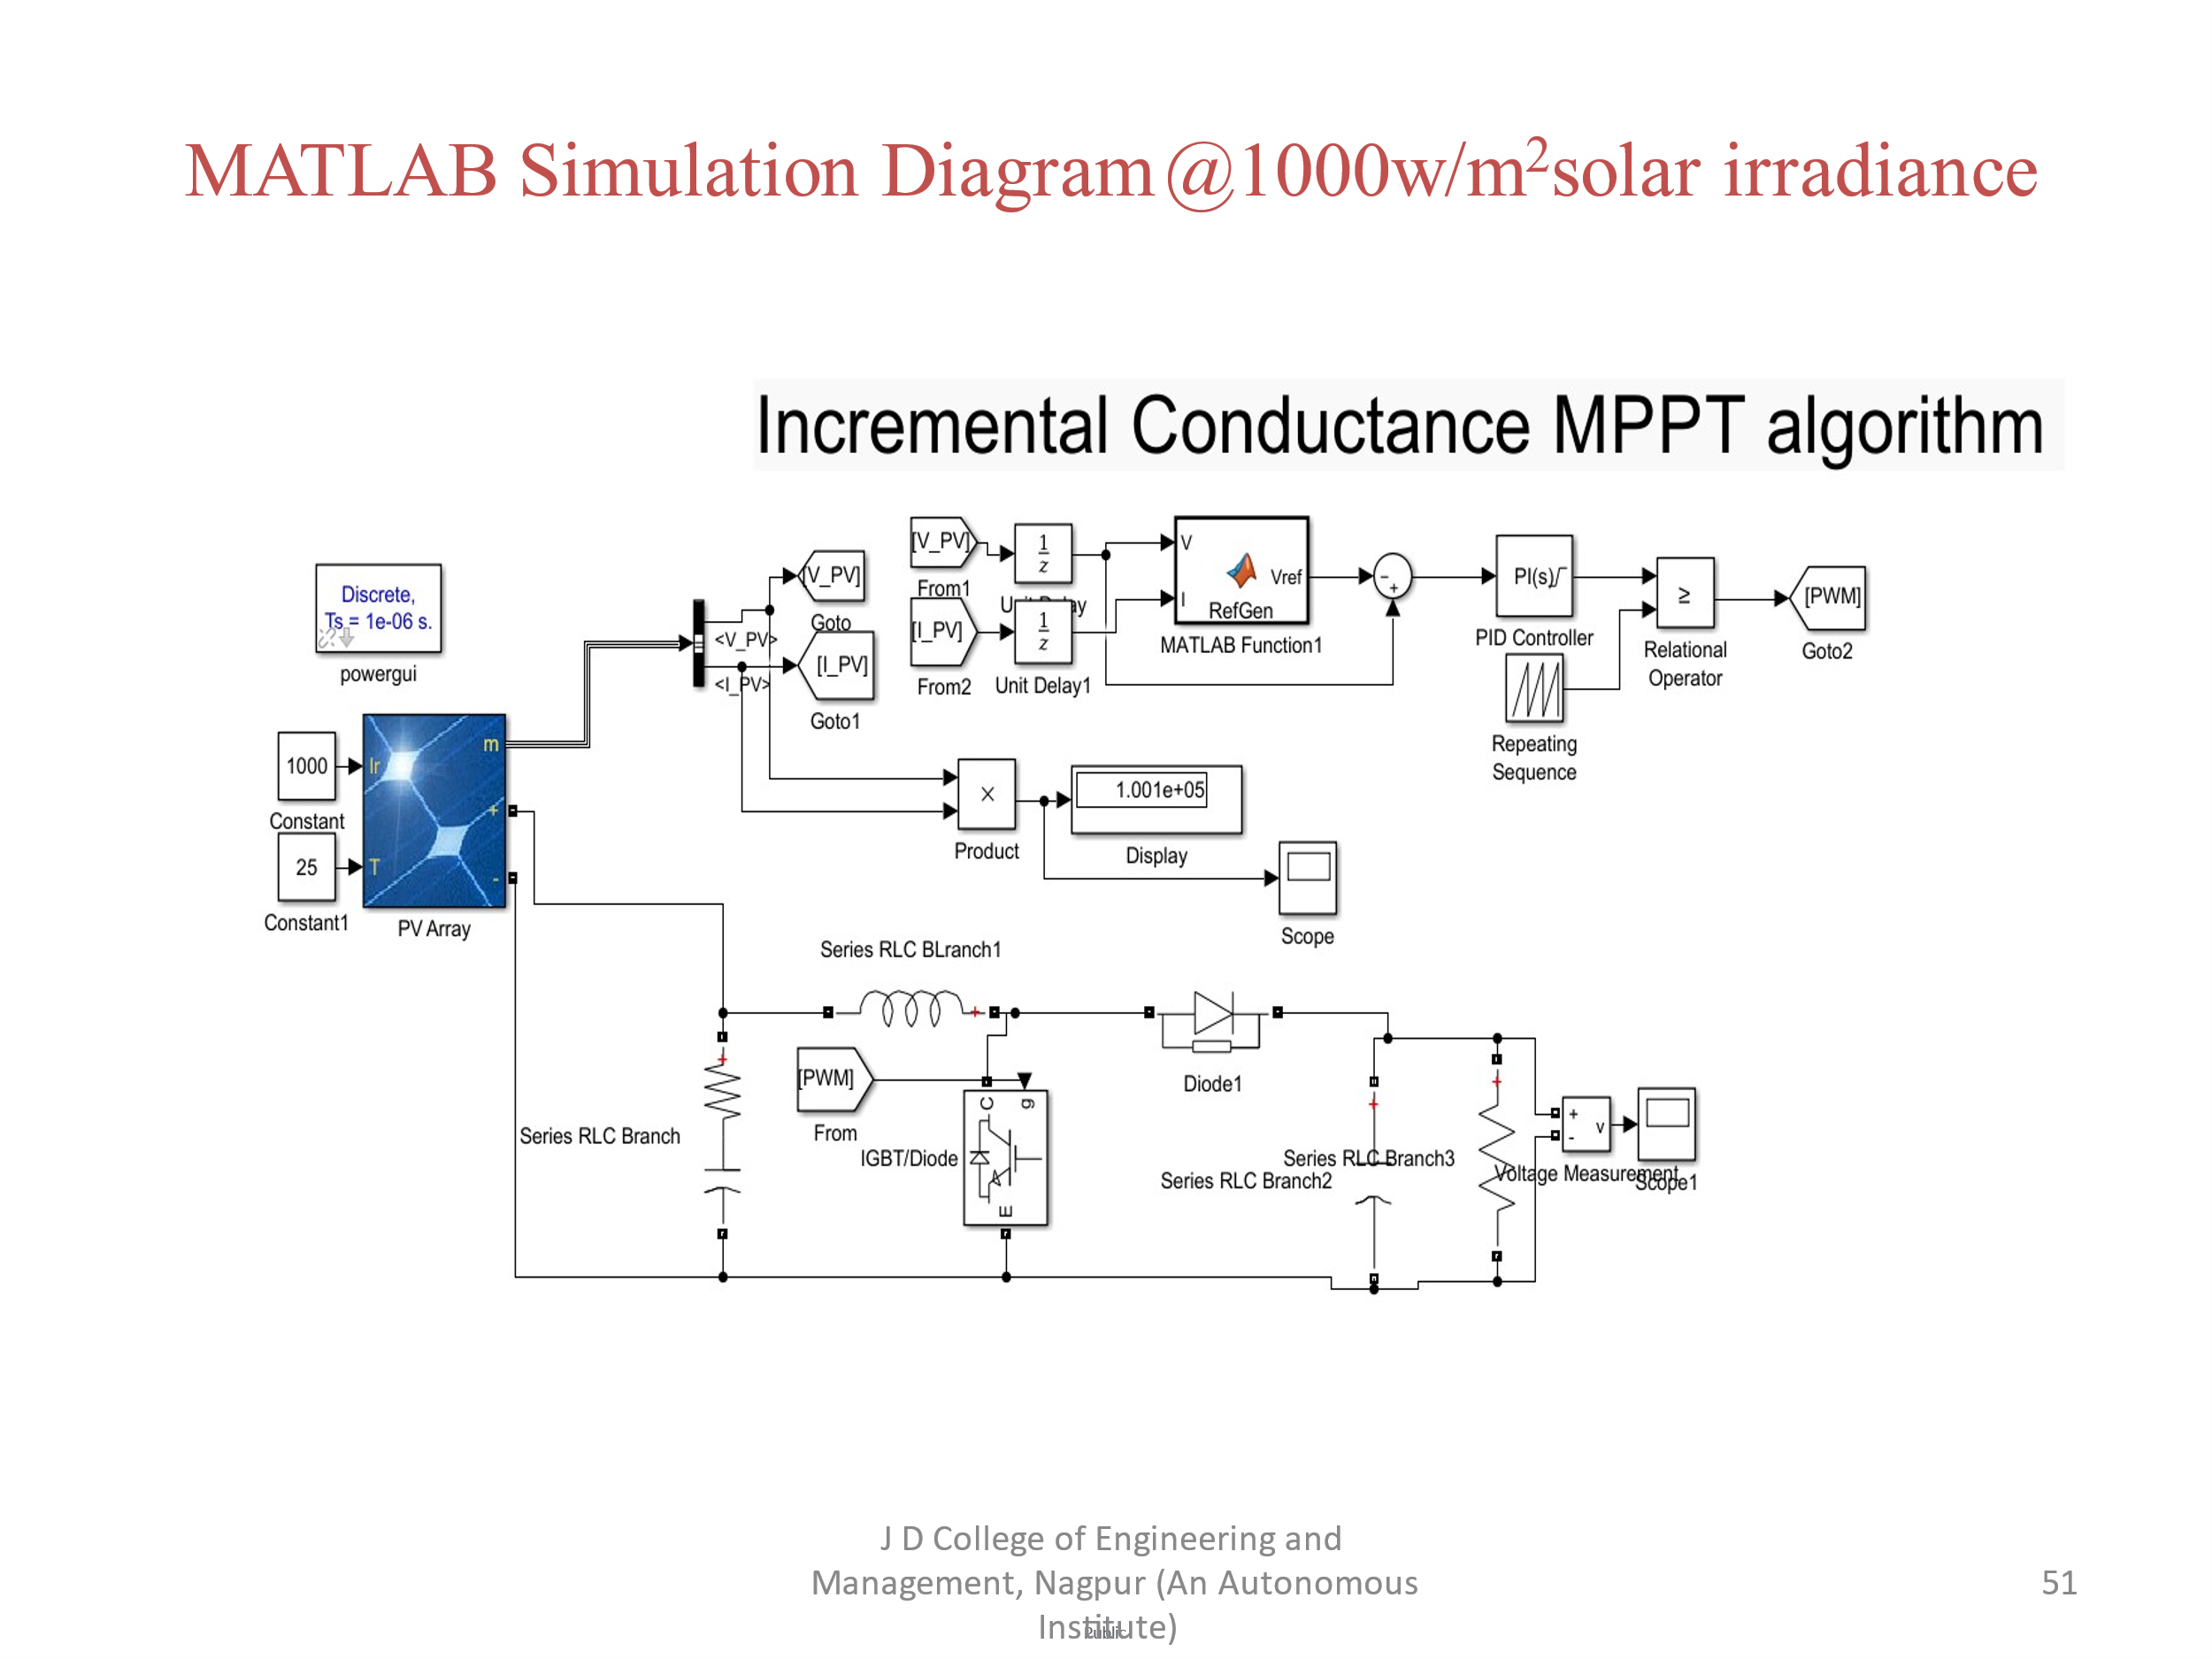 MATLAB Simulation Diagram@1000w/m²solar irradiance
Incremental Conductance MPPT algorithm
Discrete,
Ts = 1e-06 s.
powergui
1000
Constant
25
Constant1
Ir
T
m
+
-
PV Array
<V_PV>
<I_PV>
[V_PV]
Goto
[I_PV]
Goto1
[V_PV]
From1
[I_PV]
From2
1
z
1
z
Unit Delay1
V
I
Vref
RefGen
MATLAB Function1
-
+
PI(s)
PID Controller
Repeating
Sequence
≥
Relational
Operator
[PWM]
Goto2
×
Product
1.001e+05
Display
Scope
Series RLC BLranch1
+
Series RLC Branch
+
[PWM]
From
C
g
E
IGBT/Diode
Diode1
+
Series RLC Branch3
Series RLC Branch2
+
+
-
v
Voltage Measurement
Scope1
J D College of Engineering and
Management, Nagpur (An Autonomous
Institute)
Public
51